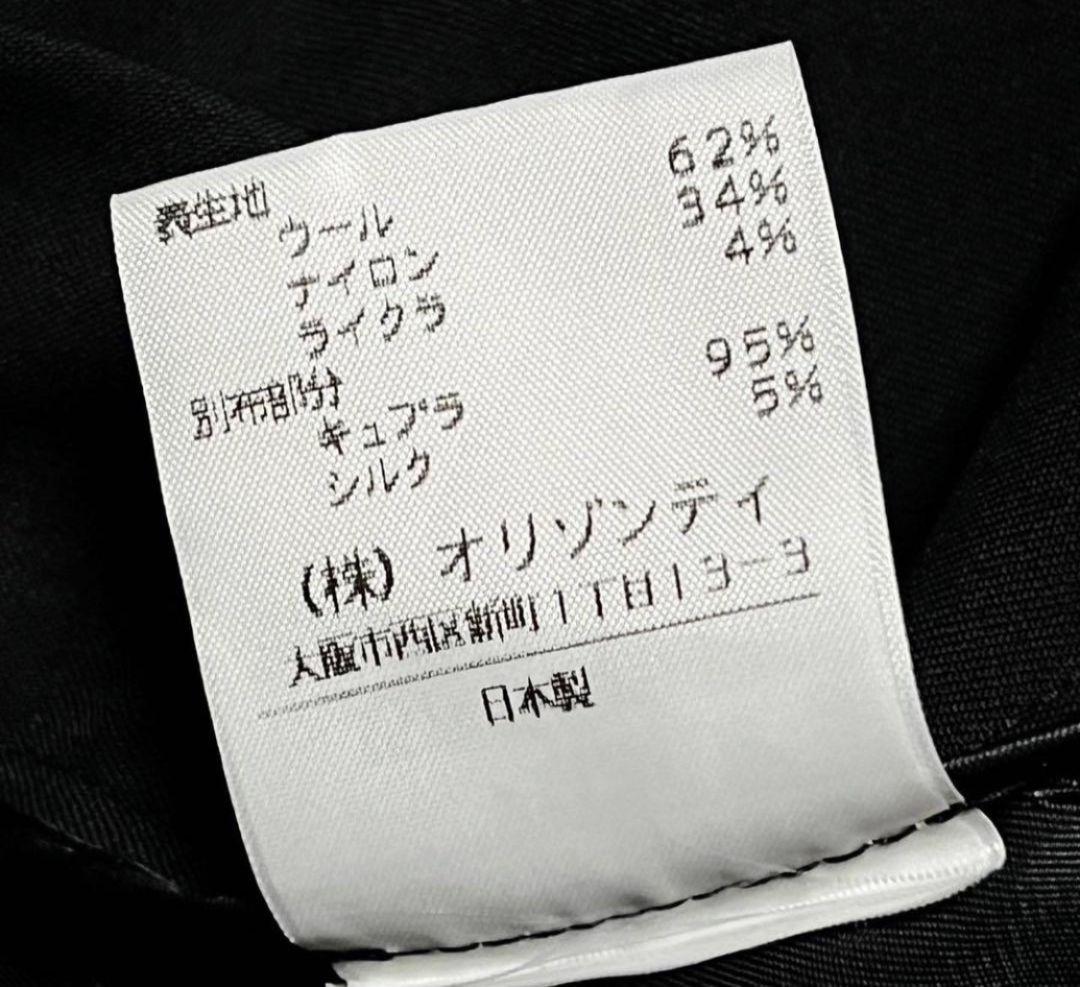 表生地
ウール 62%
ナイロン 34%
ライクラ 4%
別布部分
キュプラ 95%
シルク 5%
(株) オリゾンティ
大阪市西区新町1丁目13-3
日本製